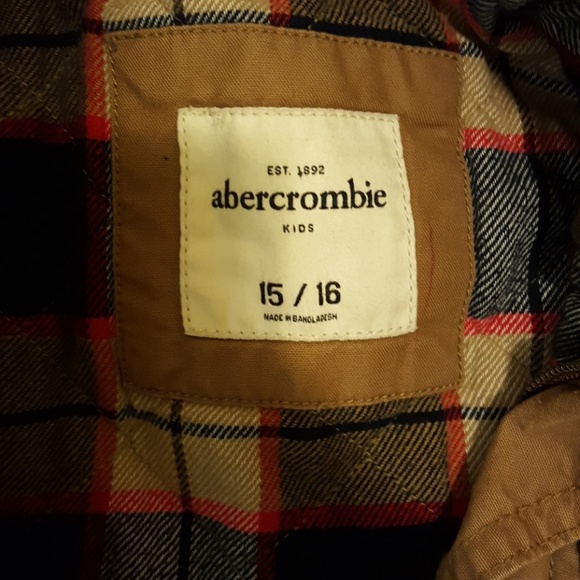 EST. 1892
abercrombie
KIDS
15 / 16
MADE IN BANGLADESH